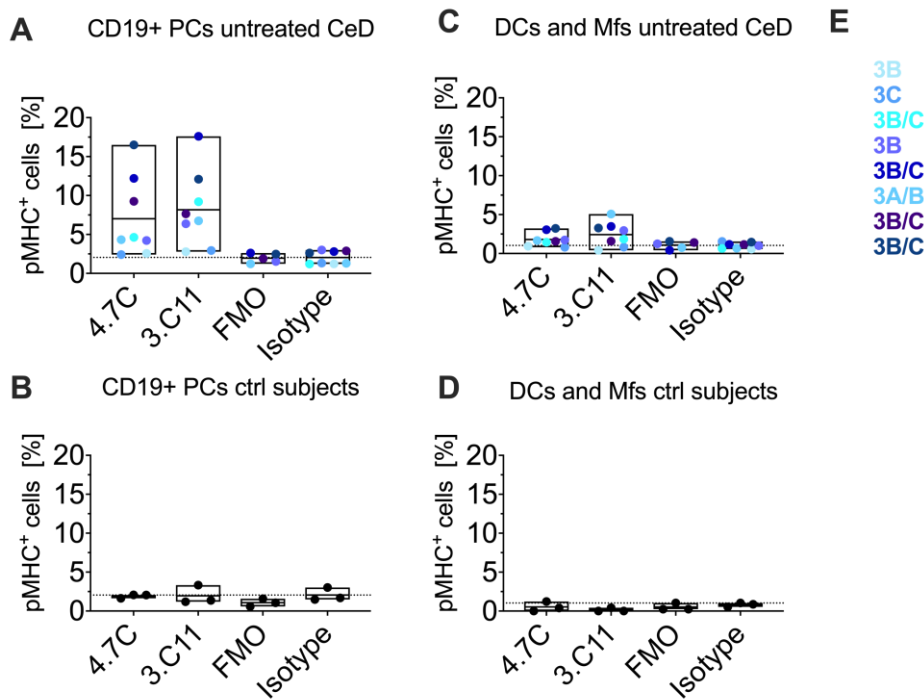 A CD19+ PCs untreated CeD
pMHC+ cells [%]
20
15
10
5
0
4.7C
3.C11
FMO
Isotype
C DCs and Mfs untreated CeD
pMHC+ cells [%]
20
15
10
5
0
4.7C
3.C11
FMO
Isotype
E
3B
3C
3B/C
3B
3B/C
3A/B
3B/C
3B/C
B CD19+ PCs ctrl subjects
pMHC+ cells [%]
20
15
10
5
0
4.7C
3.C11
FMO
Isotype
D DCs and Mfs ctrl subjects
pMHC+ cells [%]
20
15
10
5
0
4.7C
3.C11
FMO
Isotype